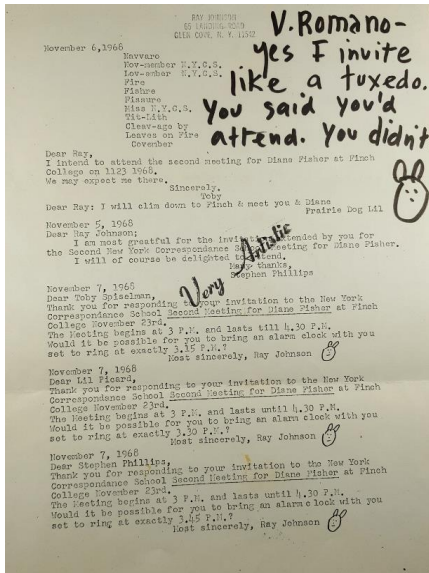 RAY JOHNSON
GLEN COVE, N. Y. 11542
V. Romano-
yes I invite
like a tuxedo.
You said you'd
attend. You didn't
November 6,1968
Navvaro
Nov-member N.Y.C.S.
Lov-ember N.Y.C.S.
Fire
Fishre
Fissure
Miss N.Y.C.S.
Tit-Lith
Cleav-age by
Leaves on Fire
Covember
Dear Ray,
I intend to attend the second meeting for Diane Fisher at Finch
College on 1123 1968.
We may expect me there.
Sincerely,
Toby
Dear Ray: I will clim down to Finch & meet you & Diane
Prairie Dog Lil
November 5, 1968
Dear Ray Johnson;
I am most greatful for the invitation extended by you for
the Second New York Correspondance School Meeting for Diane Fisher.
I will of course be delighted to attend.
Many thanks,
Stephen Phillips
Very Artistic
November 7, 1968
Dear Toby Spiselman,
Thank you for responding to your invitation to the New York
Correspondance School Second Meeting for Diane Fisher at Finch
College November 23rd.
The Meeting begins at 3 P.M. and lasts till 4.30 P.M.
Would it be possible for you to bring an alarm clock with you
set to ring at exactly 3.15 P.M.?
Most sincerely, Ray Johnson
November 7, 1968
Dear Lil Picard,
Thank you for responding to your invitation to the New York
Correspondance School Second Meeting for Diane Fisher at Finch
College November 23rd.
The Meeting begins at 3 P.M. and lasts until 4.30 P.M.
Would it be possible for you to bring an alarm clock with you
set to ring at exactly 3.30 P.M.?
Most sincerely, Ray Johnson
November 7, 1968
Dear Stephen Phillips,
Thank you for responding to your invitation to the New York
Correspondance School Second Meeting for Diane Fisher at Finch
College November 23rd.
The Meeting begins at 3 P.M. and lasts until 4.30 P.M.
Would it be possible for you to bring an alarm clock with you
set to ring at exactly 3.45 P.M.?
Most sincerely, Ray Johnson